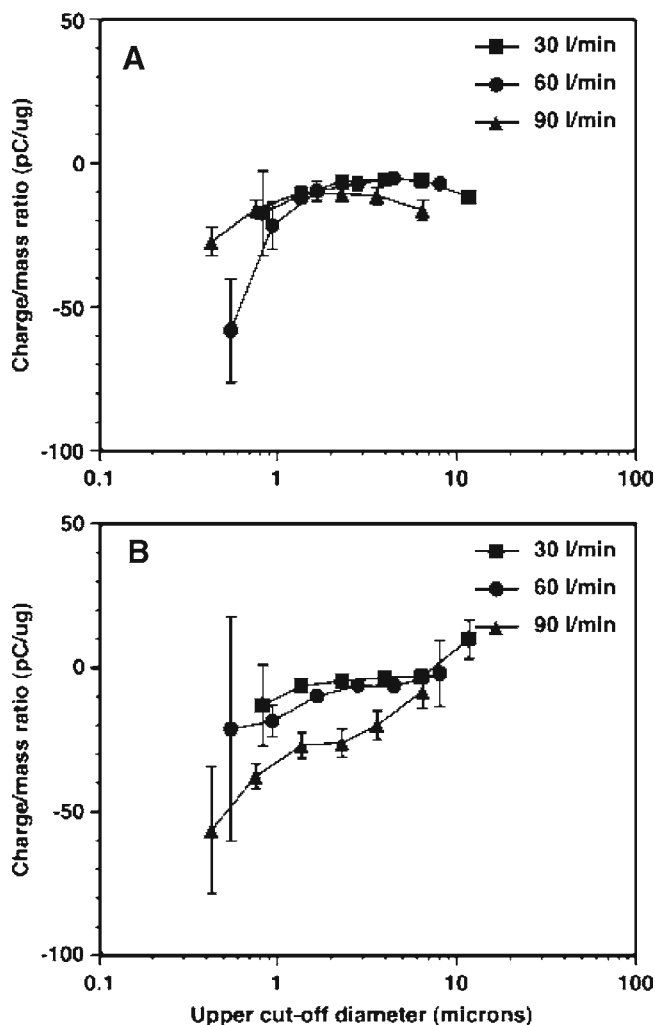 50
A
30 l/min
60 l/min
90 l/min
0
-50
-100
Charge/mass ratio (pC/ug)
0.1
1
10
100
50
B
30 l/min
60 l/min
90 l/min
0
-50
-100
Charge/mass ratio (pC/ug)
0.1
1
10
100
Upper cut-off diameter (microns)